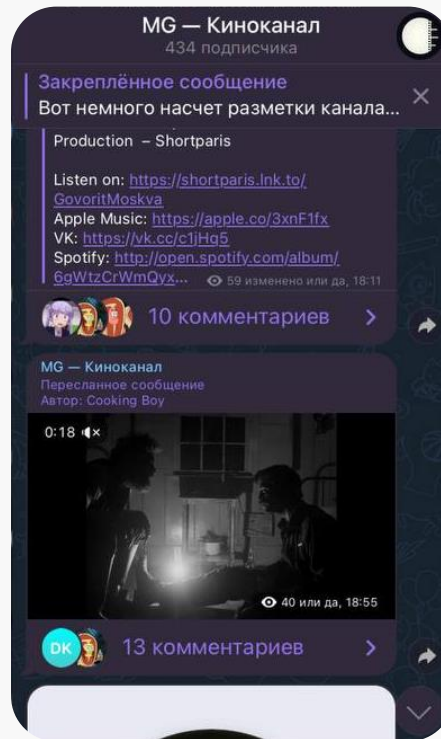 MG — Киноканал
434 подписчика
Закреплённое сообщение
Вот немного насчет разметки канала...
Production – Shortparis
Listen on: https://shortparis.lnk.to/
GovoritMoskva
Apple Music: https://apple.co/3xnF1fx
VK: https://vk.cc/c1jHq5
Spotify: http://open.spotify.com/album/
6gWtzCrWmQyx... 59 изменено или да, 18:11
10 комментариев
MG — Киноканал
Пересланное сообщение
Автор: Cooking Boy
0:18
40 или да, 18:55
DK
13 комментариев